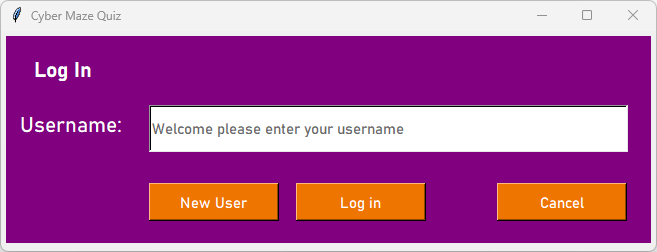 Cyber Maze Quiz
Log In
Username:
Welcome please enter your username
New User
Log in
Cancel